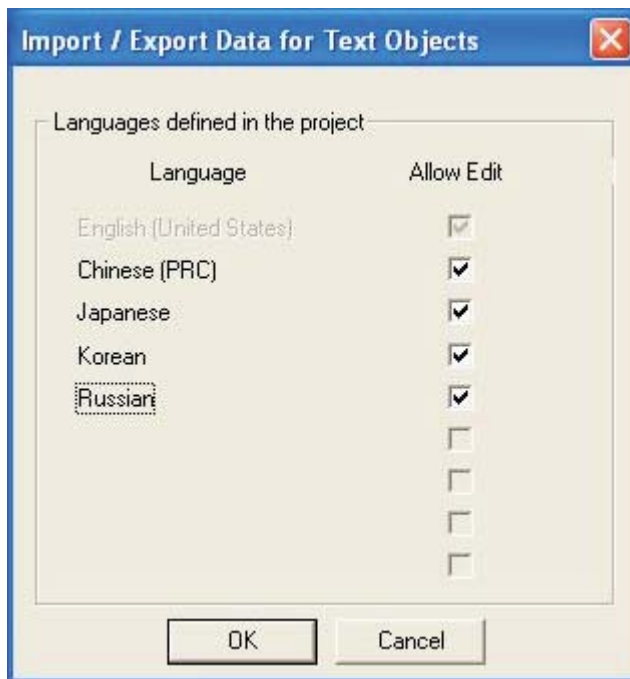 Import / Export Data for Text Objects
Languages defined in the project
Language Allow Edit
English (United States)
Chinese (PRC)
Japanese
Korean
Russian
OK Cancel